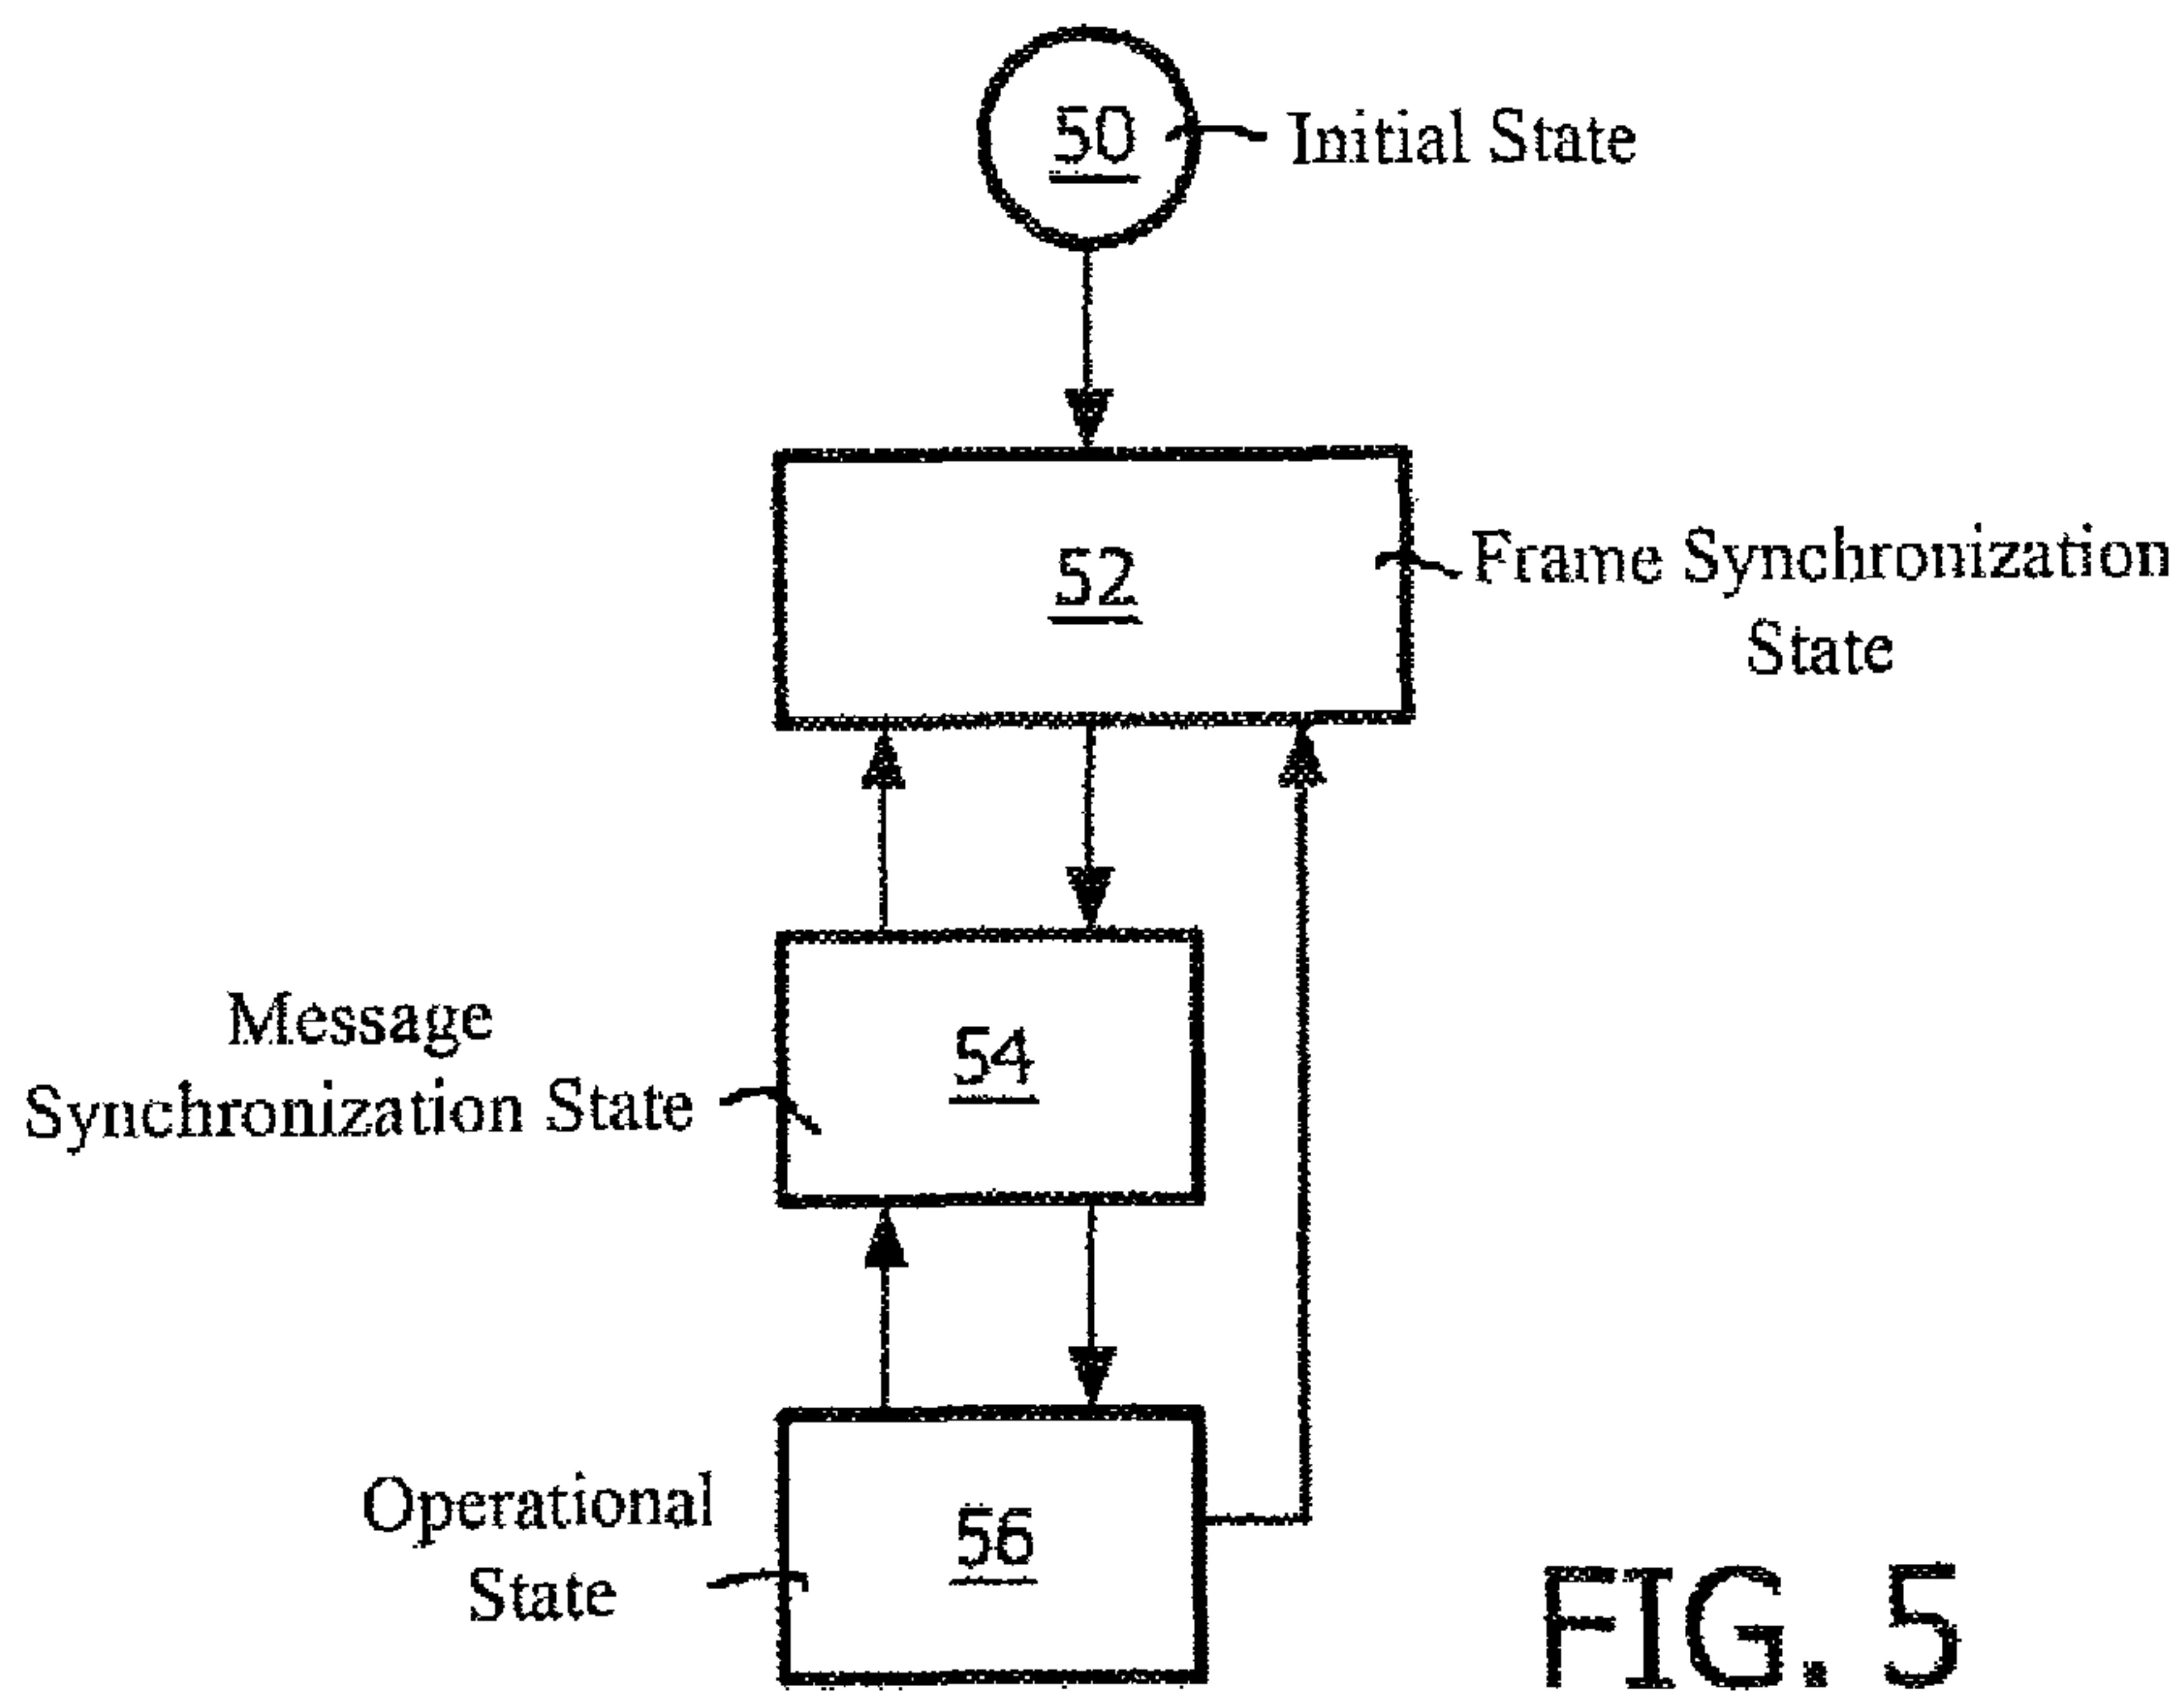 50
Initial State
52
Frame Synchronization
State
Message
Synchronization State
54
Operational
State
56
FIG. 5